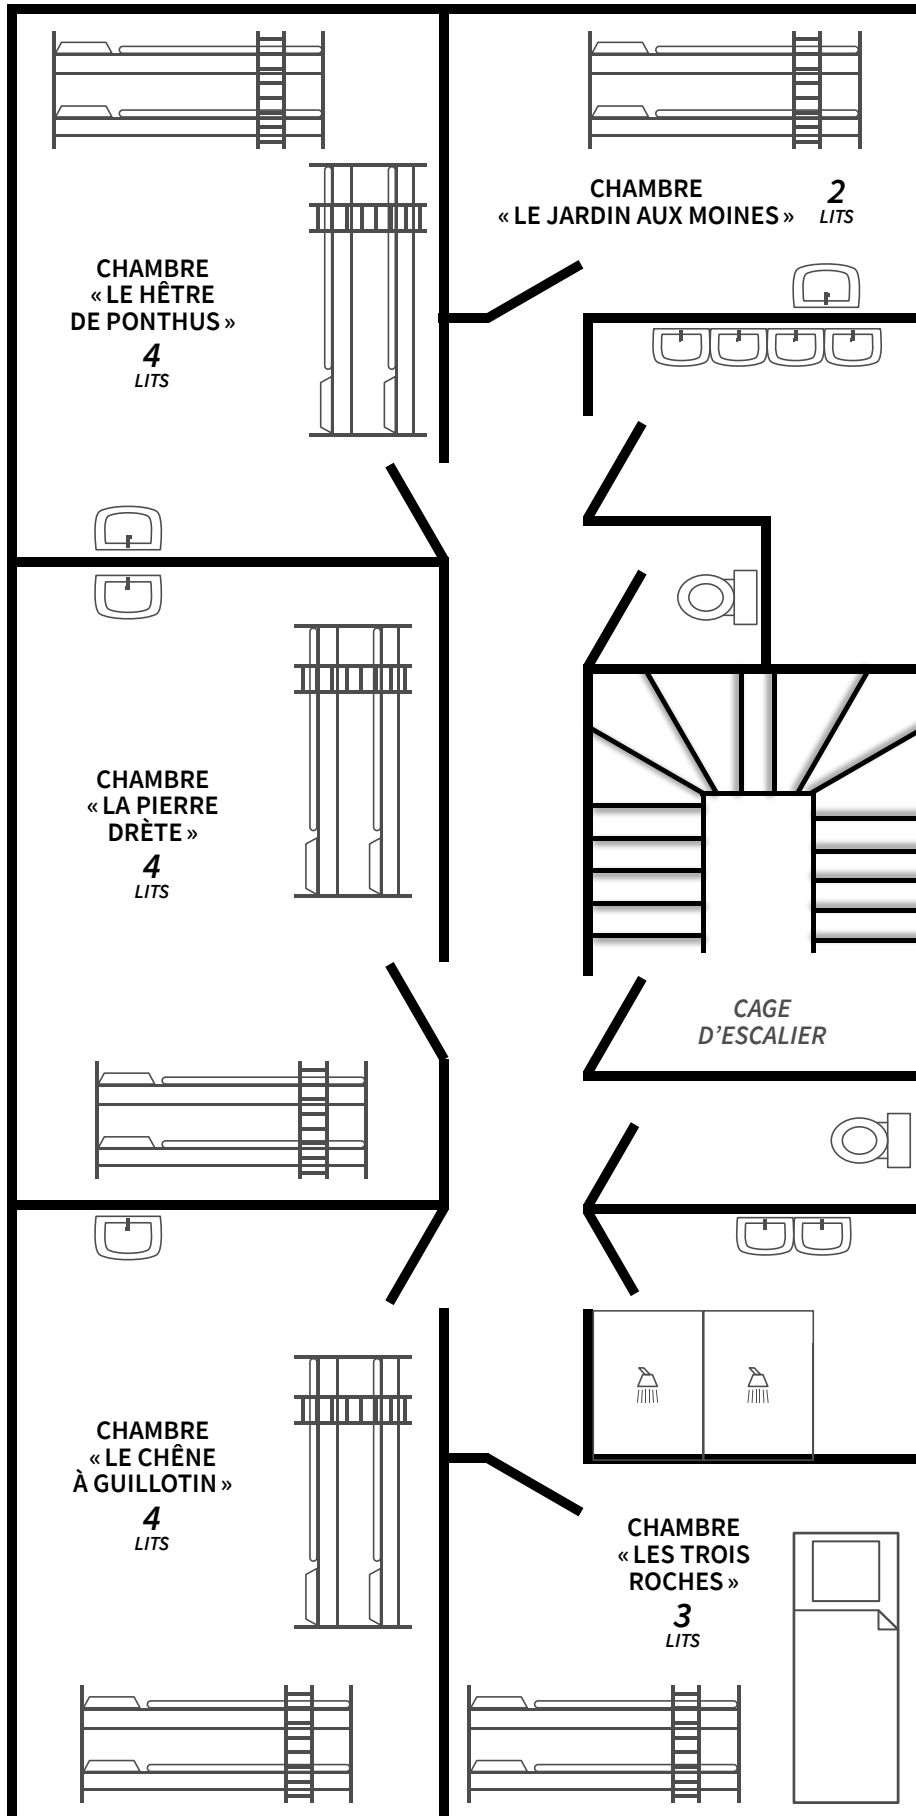 CHAMBRE
« LE JARDIN AUX MOINES »
2
LITS
CHAMBRE
« LE HÊTRE
DE PONTHUS »
4
LITS
CHAMBRE
« LA PIERRE
DRÈTE »
4
LITS
CAGE
D’ESCALIER
CHAMBRE
« LE CHÊNE
À GUILLOTIN »
4
LITS
CHAMBRE
« LES TROIS
ROCHES »
3
LITS